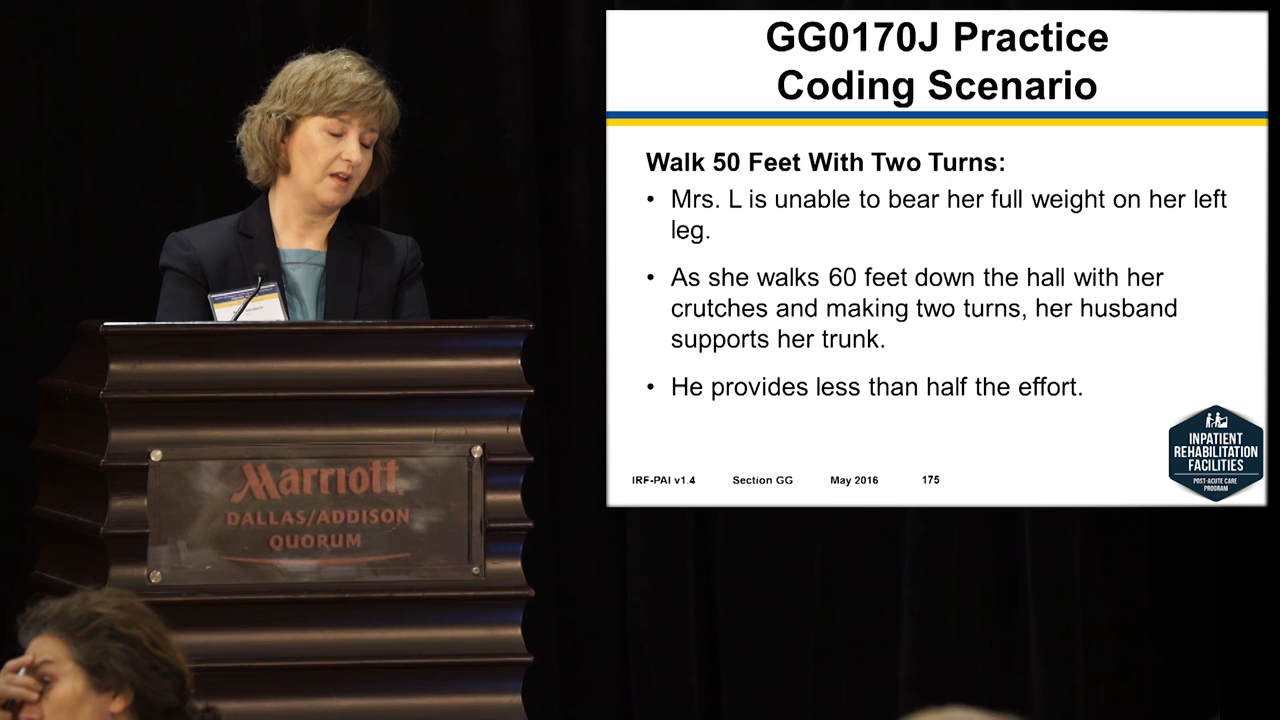 GG0170J Practice
Coding Scenario
Walk 50 Feet With Two Turns:
• Mrs. L is unable to bear her full weight on her left
leg.
• As she walks 60 feet down the hall with her
crutches and making two turns, her husband
supports her trunk.
• He provides less than half the effort.
INPATIENT
REHABILITATION
FACILITIES
POST-ACUTE CARE
PROGRAM
IRF-PAI v1.4 Section GG May 2016 175
Marriott
DALLAS/ADDISON
QUORUM